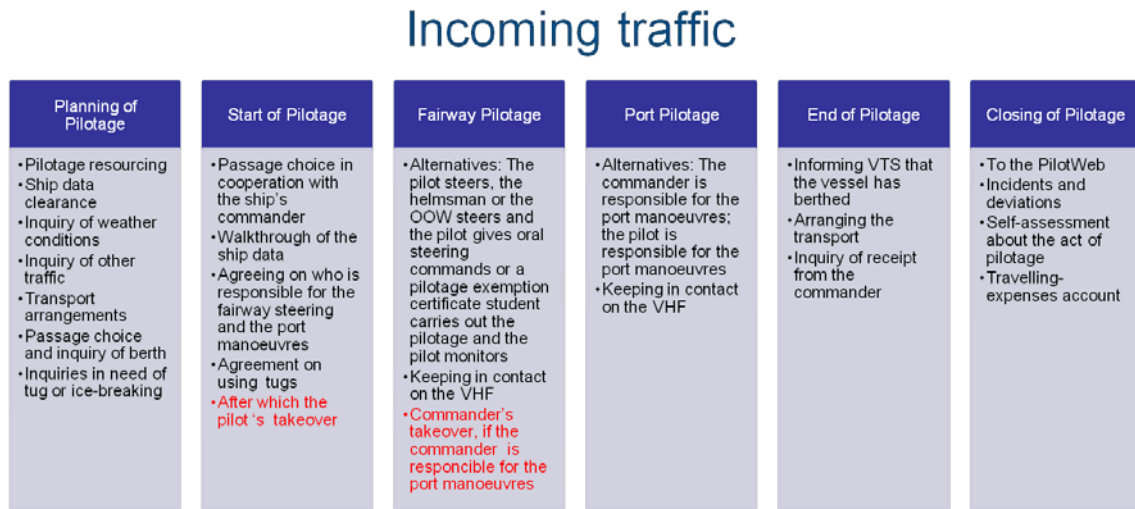 Incoming traffic
Planning of
Pilotage
•Pilotage resourcing
•Ship data
clearance
•Inquiry of weather
conditions
•Inquiry of other
traffic
•Transport
arrangements
•Passage choice
and inquiry of berth
•Inquiries in need of
tug or ice-breaking
Start of Pilotage
•Passage choice in
cooperation with
the ship's
commander
•Walkthrough of the
ship data
•Agreeing on who is
responsible for the
fairway steering
and the port
manoeuvres
•Agreement on
using tugs
•After which the
pilot 's takeover
Fairway Pilotage
•Alternatives: The
pilot steers, the
helmsman or the
OOW steers and
the pilot gives oral
steering
commands or a
pilotage exemption
certificate student
carries out the
pilotage and the
pilot monitors
•Keeping in contact
on the VHF
•Commander's
takeover, if the
commander is
responcible for the
port manoeuvres
Port Pilotage
•Alternatives: The
commander is
responsible for the
port manoeuvres;
the pilot is
responsible for the
port manoeuvres
•Keeping in contact
on the VHF
End of Pilotage
•Informing VTS that
the vessel has
berthed
•Arranging the
transport
•Inquiry of receipt
from the
commander
Closing of Pilotage
•To the PilotWeb
•Incidents and
deviations
•Self-assessment
about the act of
pilotage
•Travelling-
expenses account